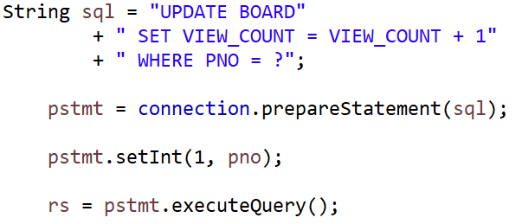 String sql = "UPDATE BOARD"
+ " SET VIEW_COUNT = VIEW_COUNT + 1"
+ " WHERE PNO = ?";
pstmt = connection.prepareStatement(sql);
pstmt.setInt(1, pno);
rs = pstmt.executeQuery();